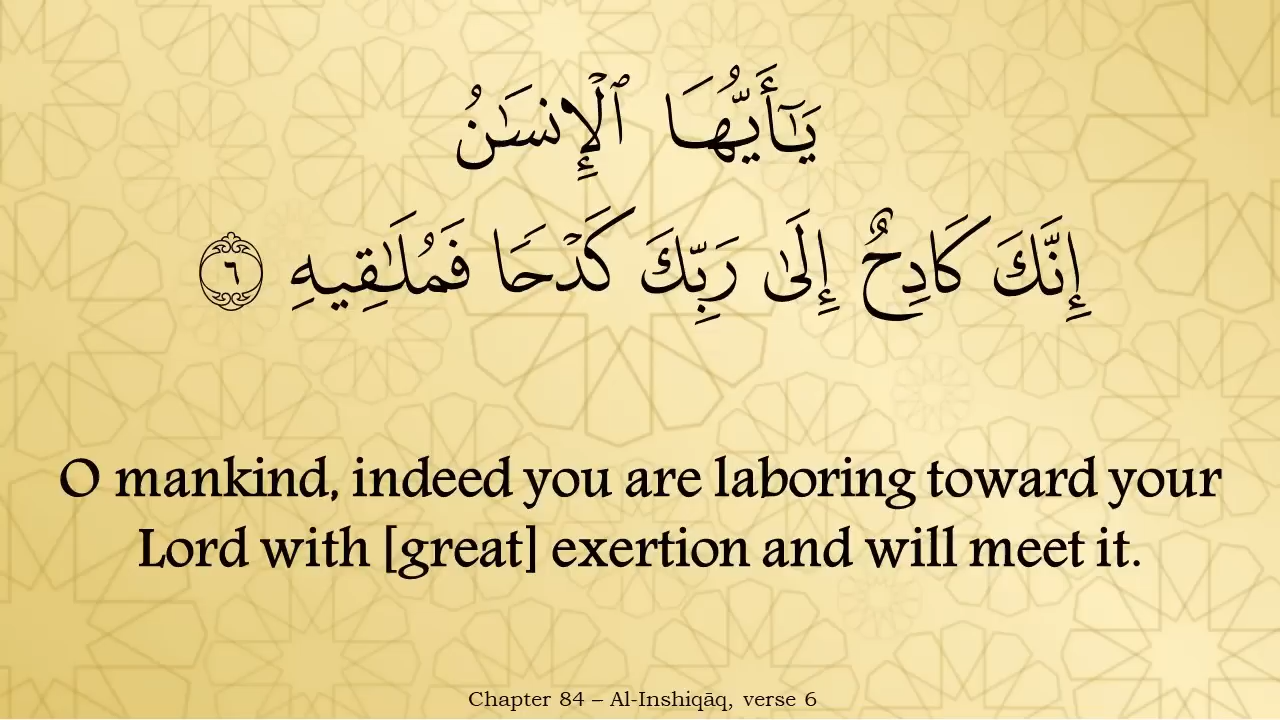 يَـٰٓأَيُّهَا ٱلْإِنسَـٰنُ
إِنَّكَ كَادِحٌ إِلَىٰ رَبِّكَ كَدْحًا فَمُلَـٰقِيهِ ٦
O mankind, indeed you are laboring toward your
Lord with [great] exertion and will meet it.
Chapter 84 – Al-Inshiqāq, verse 6